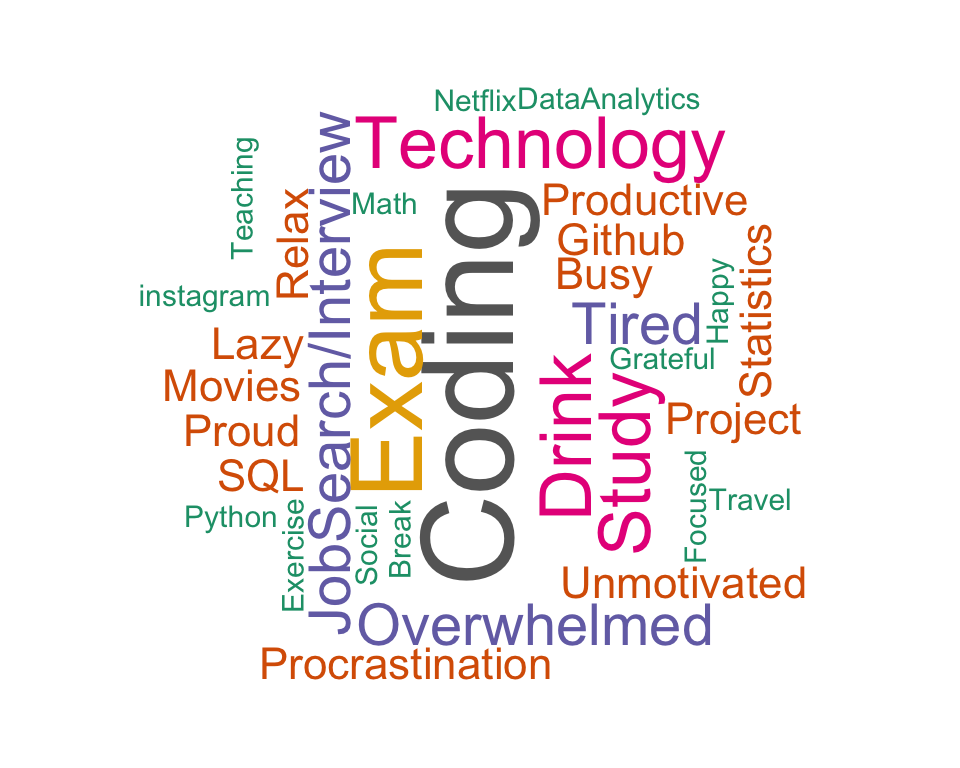 Netflix
DataAnalytics
Technology
Teaching
Relax
JobSearch/Interview
Math
Coding
Productive
Github
Busy
Statistics
Happy
instagram
Exam
Tired
Lazy
Grateful
Movies
Drink
Study
Project
Proud
SQL
Focused
Travel
Python
Exercise
Social
Break
Unmotivated
Overwhelmed
Procrastination